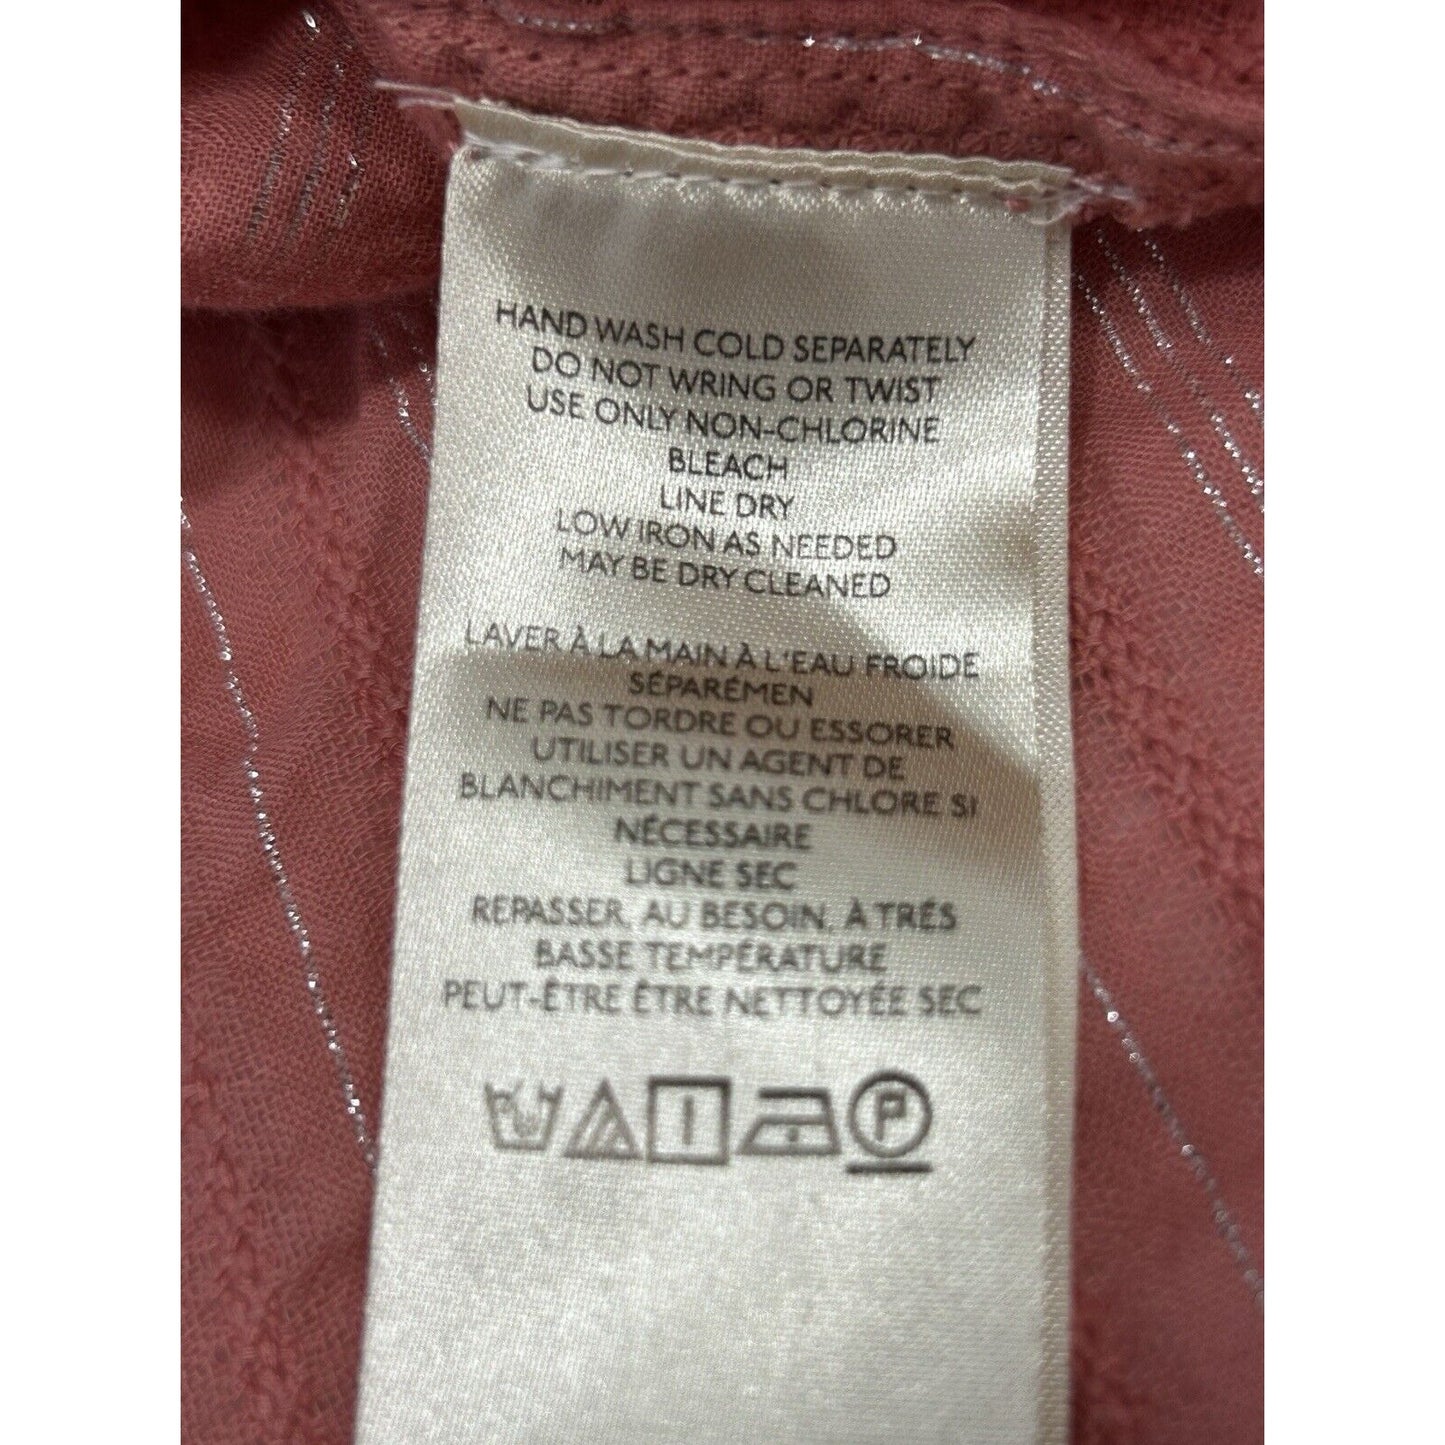 HAND WASH COLD SEPARATELY
DO NOT WRING OR TWIST
USE ONLY NON-CHLORINE
BLEACH
LINE DRY
LOW IRON AS NEEDED
MAY BE DRY CLEANED
LAVER À LA MAIN À L'EAU FROIDE
SÉPARÉMEN
NE PAS TORDRE OU ESSORER
UTILISER UN AGENT DE
BLANCHIMENT SANS CHLORE SI
NÉCESSAIRE
LIGNE SEC
REPASSER, AU BESOIN, À TRÉS
BASSE TEMPÉRATURE
PEUT-ÊTRE ÊTRE NETTOYÉE SEC
P